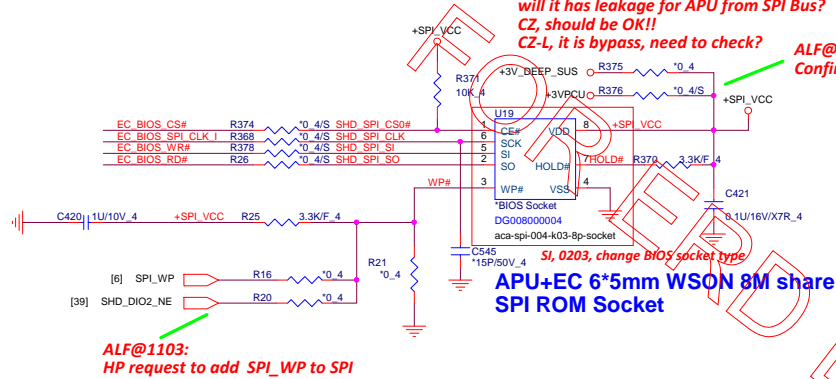 will it has leakage for APU from SPI Bus?
CZ, should be OK!!
CZ-L, it is bypass, need to check?
ALF@
Confi
+SPI_VCC
R371
10K_4
+3V_DEEP_SUS
R375
*0_4
+3VPCU
R376
*0_4/S
+SPI_VCC
U19
EC_BIOS_CS#
R374
*0_4/S
SHD_SPI_CS0#
1
CE#
VDD
8
+SPI_VCC
EC_BIOS_SPI_CLK_I
R368
*0_4/S
SHD_SPI_CLK
6
SCK
EC_BIOS_WR#
R378
*0_4/S
SHD_SPI_SI
5
SI
EC_BIOS_RD#
R26
*0_4/S
SHD_SPI_SO
2
SO
HOLD#
7
HOLD#
R370
3.3K/F_4
WP#
3
WP#
VSS
4
*BIOS Socket
DG008000004
aca-spi-004-k03-8p-socket
C421
0.1U/16V/X7R_4
C420
1U/10V_4
+SPI_VCC
R25
3.3K/F_4
C545
*15P/50V_4
SI, 0203, change BIOS socket type
R21
*0_4
APU+EC 6*5mm WSON 8M share
SPI ROM Socket
[6]
SPI_WP
R16
*0_4
[39]
SHD_DIO2_NE
R20
*0_4
ALF@1103:
HP request to add SPI_WP to SPI